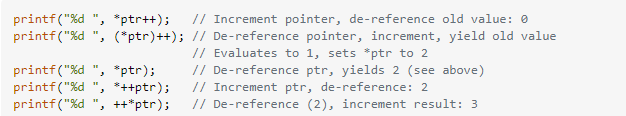 printf("%d ", *ptr++);   // Increment pointer, de-reference old value: 0
printf("%d ", (*ptr)++); // De-reference pointer, increment, yield old value
                         // Evaluates to 1, sets *ptr to 2
printf("%d ", *ptr);     // De-reference ptr, yields 2 (see above)
printf("%d ", *++ptr);   // Increment ptr, de-reference: 2
printf("%d ", ++*ptr);   // De-reference (2), increment result: 3